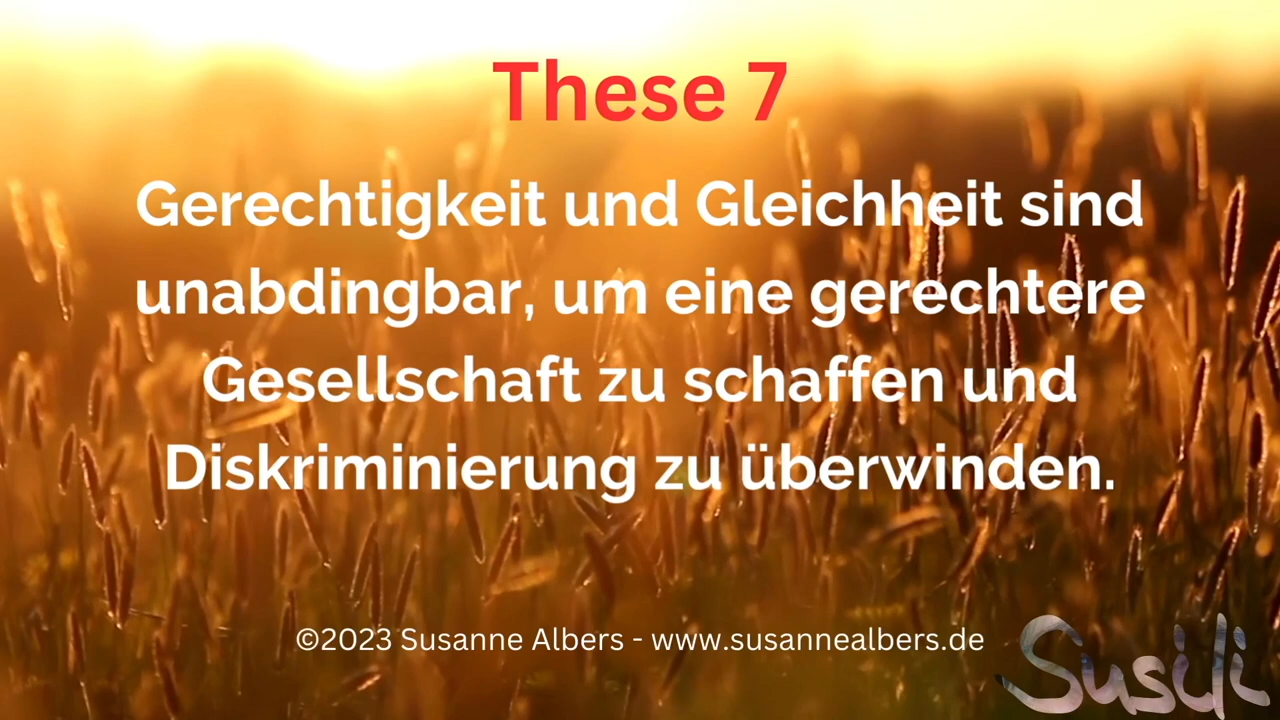 These 7
Gerechtigkeit und Gleichheit sind
unabdingbar, um eine gerechtere
Gesellschaft zu schaffen und
Diskriminierung zu überwinden.
©2023 Susanne Albers - www.susannealbers.de
Susili